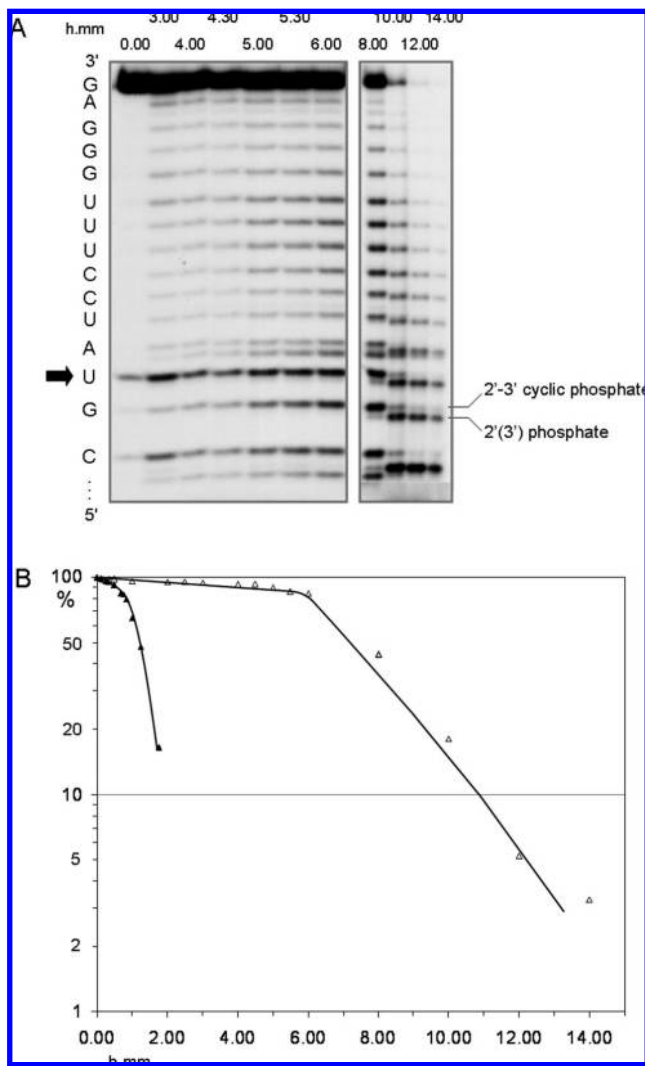 A
3.00 4.30 5.30 10.00 14.00
h.mm
0.00 4.00 5.00 6.00 8.00 12.00
3'
G
A
G
G
G
U
U
U
C
C
U
A
U
G
C
5'
2'-3' cyclic phosphate
2'(3') phosphate
B
100
%
50
20
10
5
2
1
0.00 2.00 4.00 6.00 8.00 10.00 12.00 14.00
h.mm